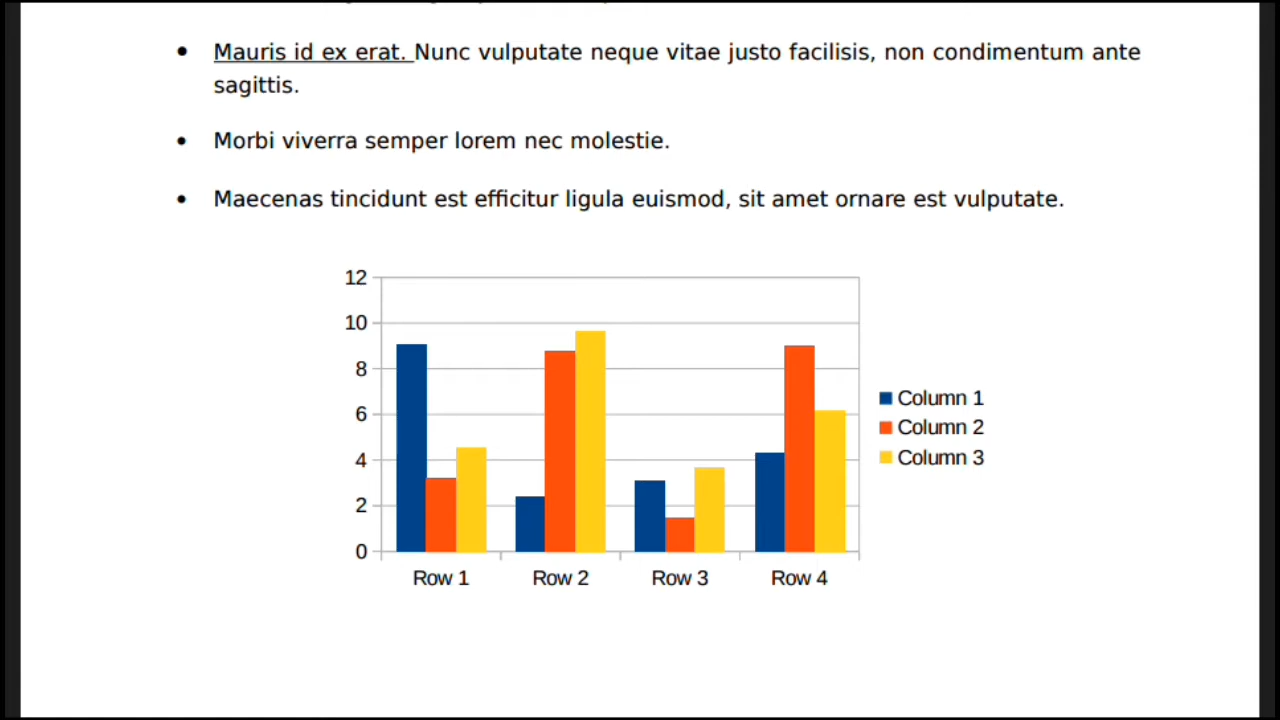 • Mauris id ex erat. Nunc vulputate neque vitae justo facilisis, non condimentum ante
sagittis.
• Morbi viverra semper lorem nec molestie.
• Maecenas tincidunt est efficitur ligula euismod, sit amet ornare est vulputate.
12
10
8
6
4
2
0
Row 1 Row 2 Row 3 Row 4
Column 1
Column 2
Column 3